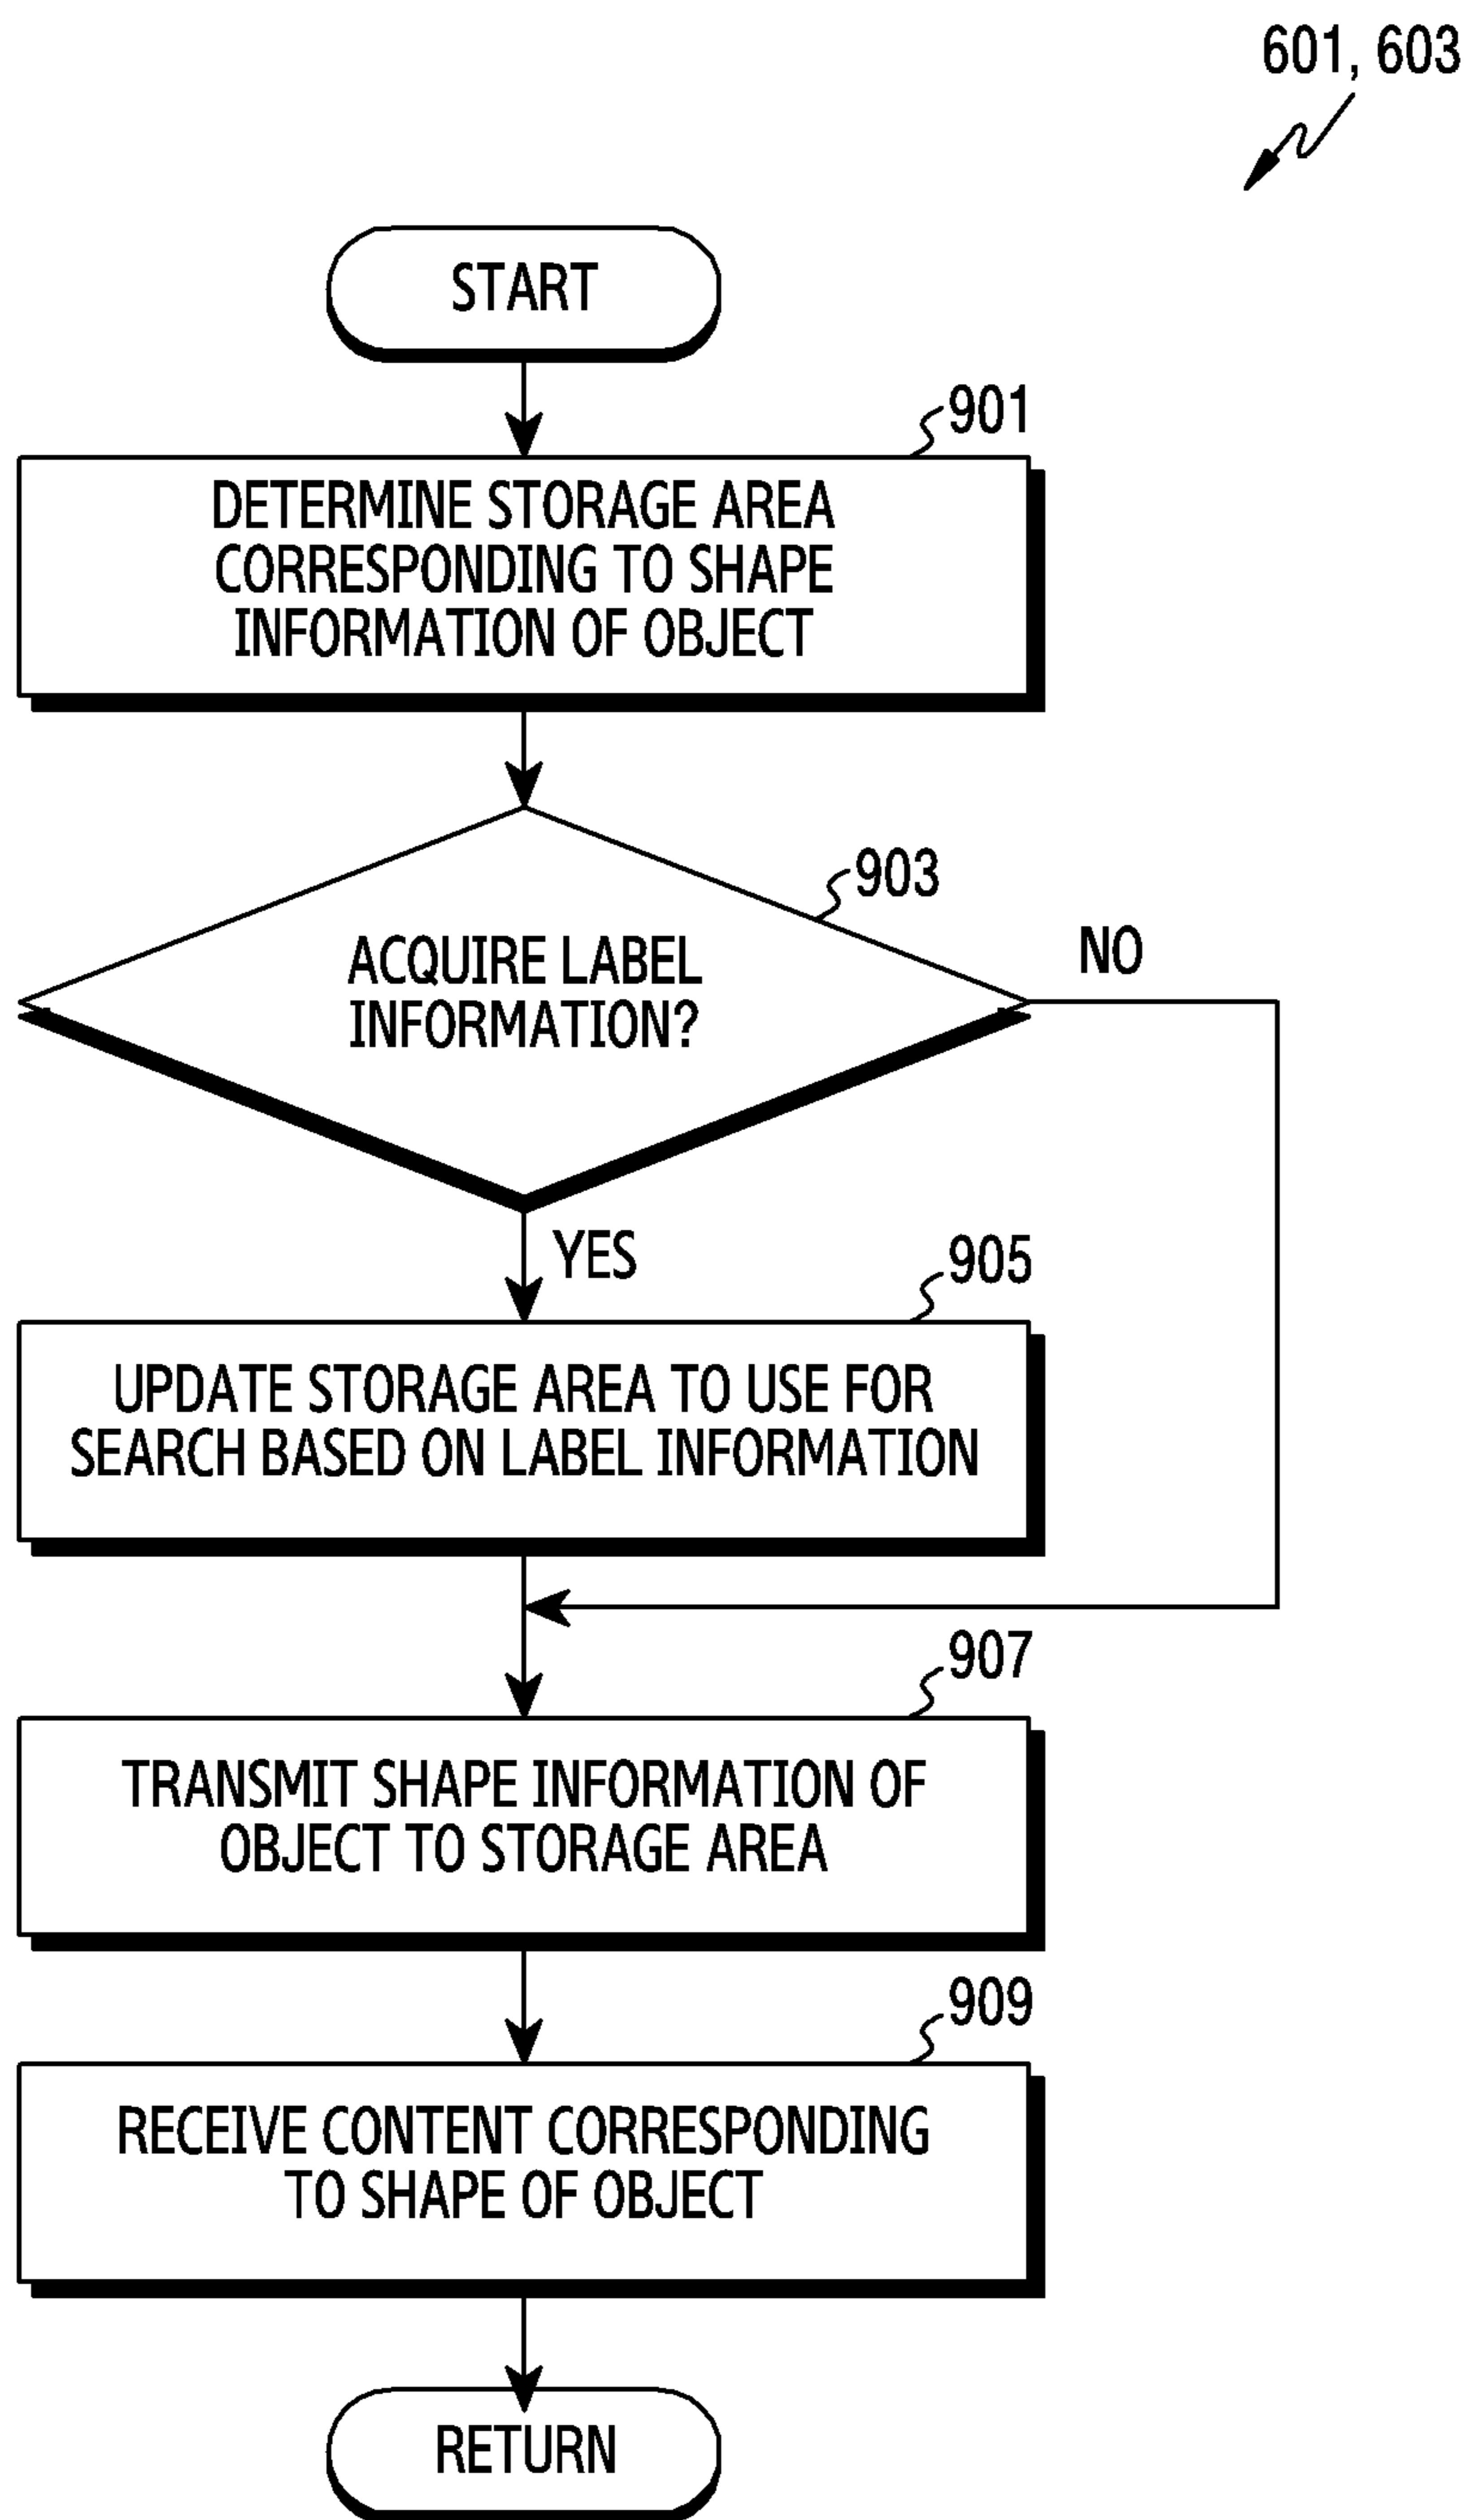 601, 603
START
901
DETERMINE STORAGE AREA
CORRESPONDING TO SHAPE
INFORMATION OF OBJECT
903
ACQUIRE LABEL
INFORMATION?
NO
YES
905
UPDATE STORAGE AREA TO USE FOR
SEARCH BASED ON LABEL INFORMATION
907
TRANSMIT SHAPE INFORMATION OF
OBJECT TO STORAGE AREA
909
RECEIVE CONTENT CORRESPONDING
TO SHAPE OF OBJECT
RETURN